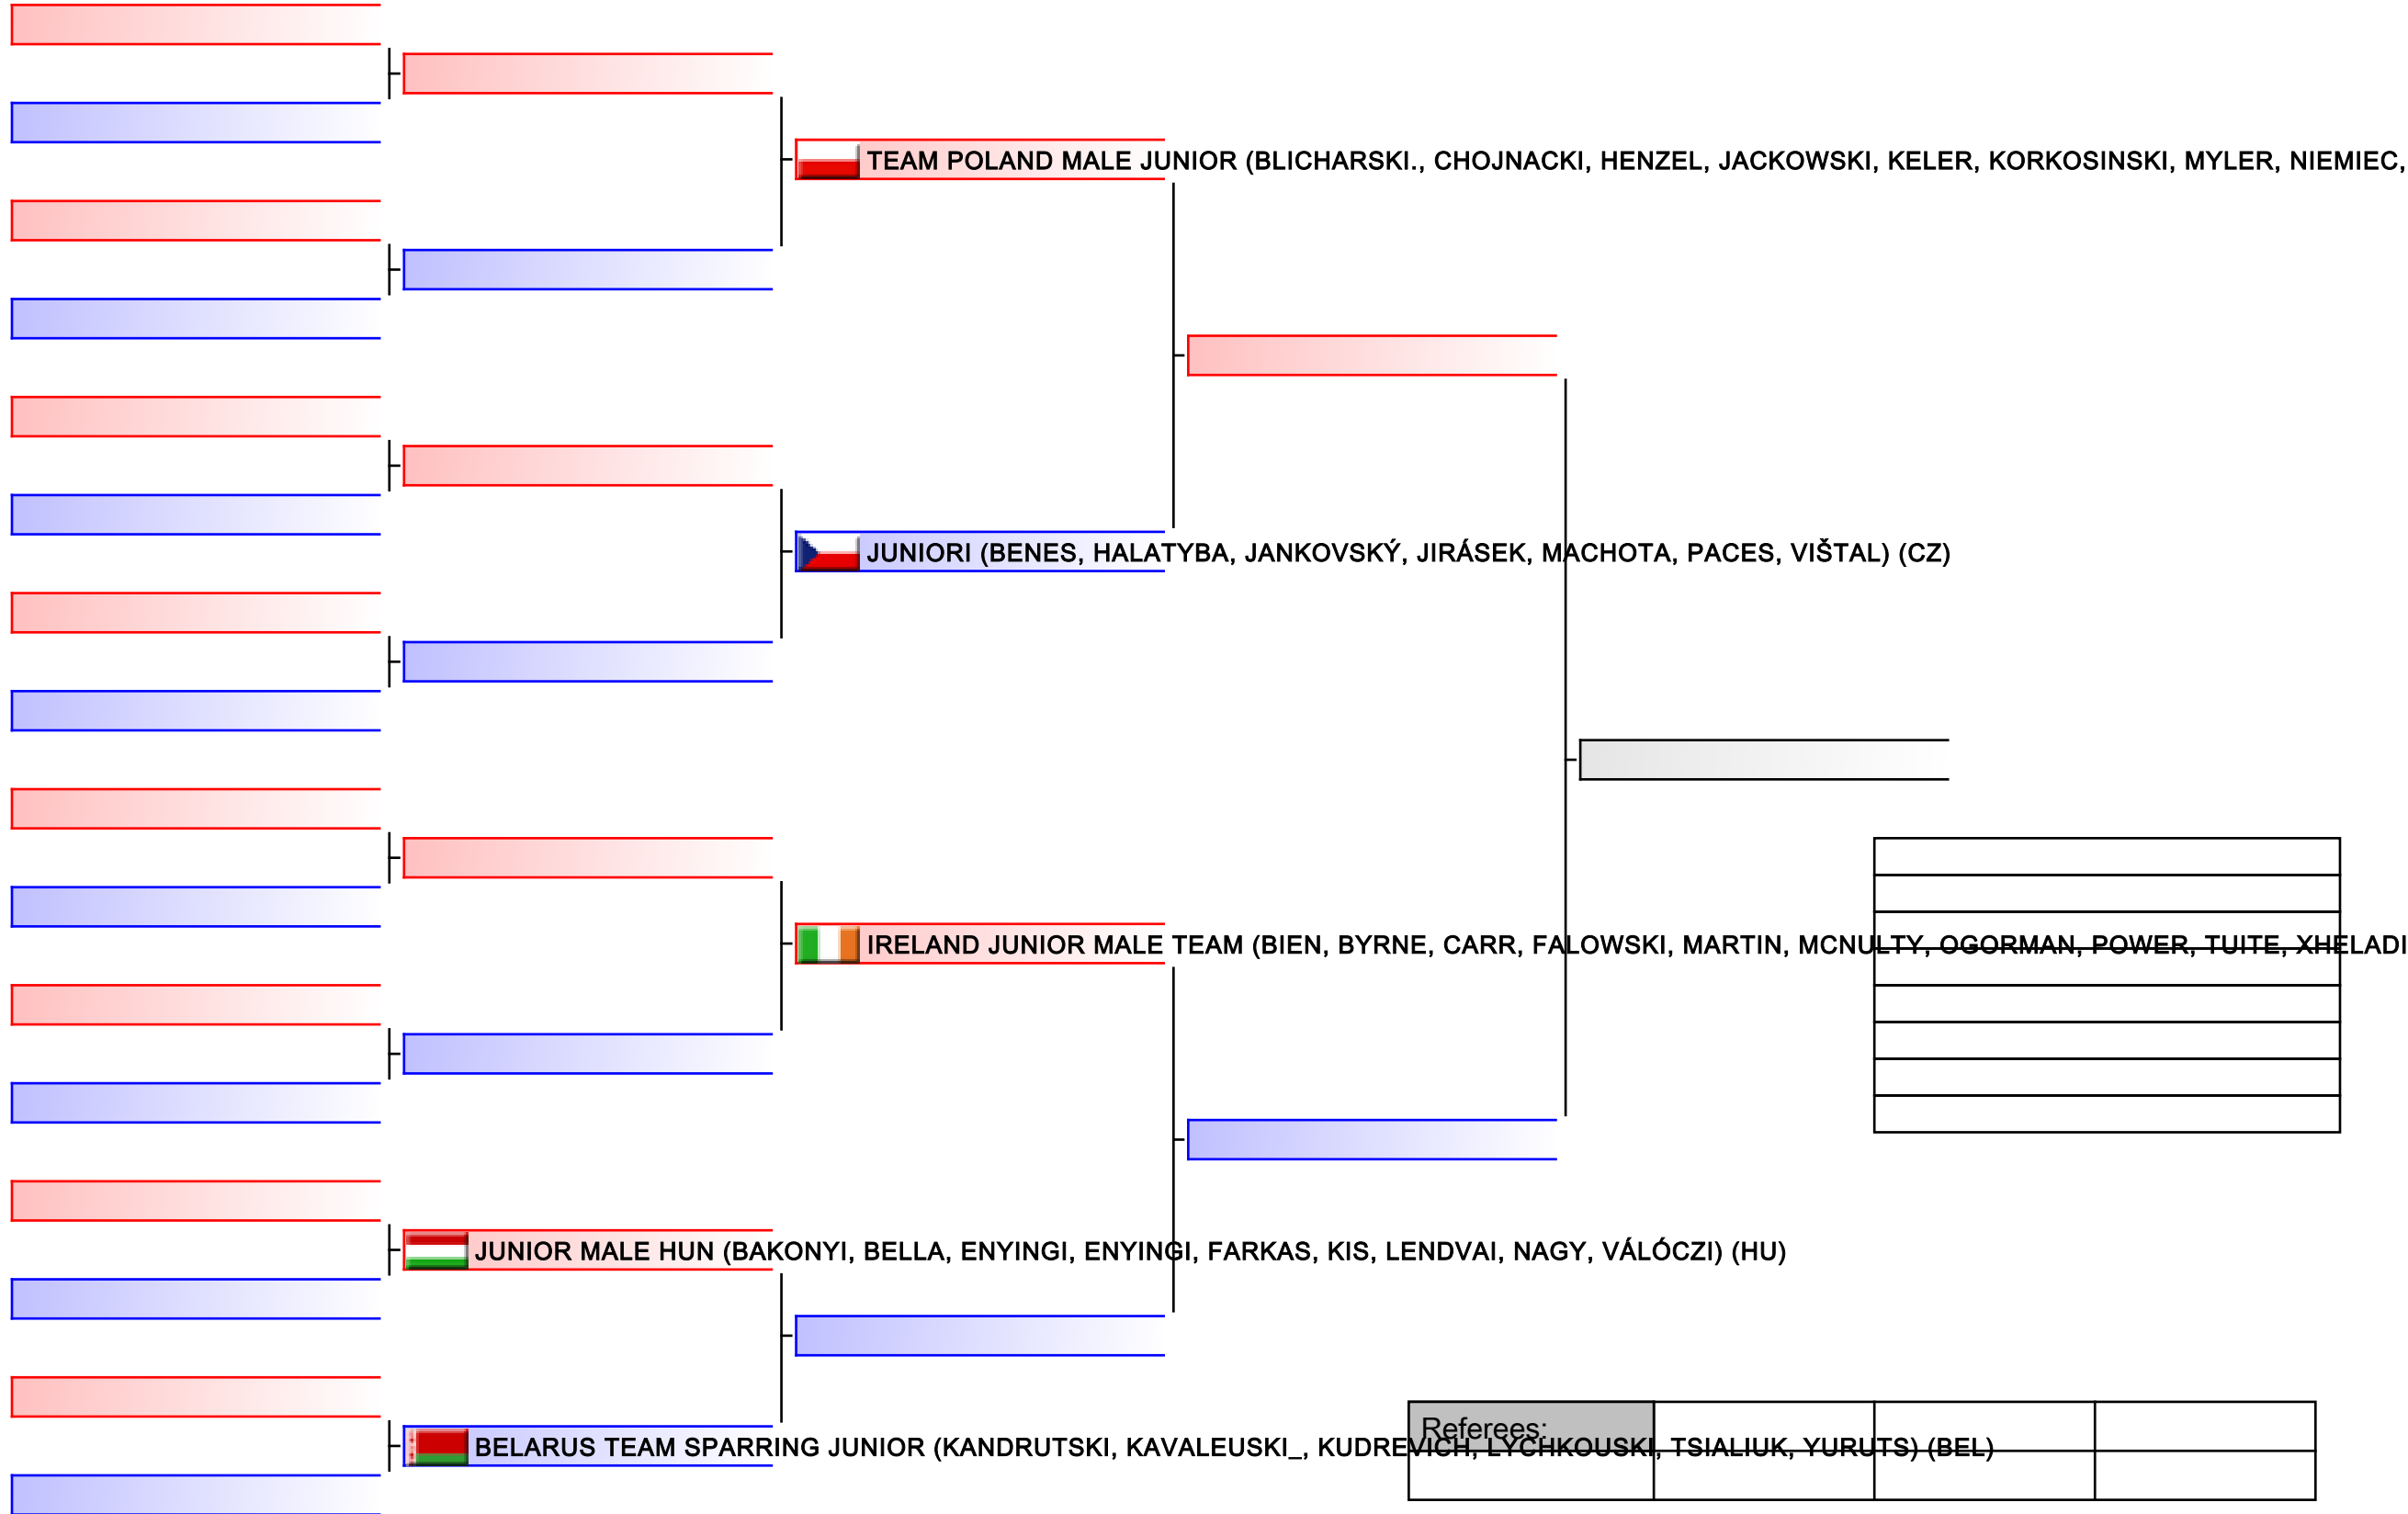 TEAM POLAND MALE JUNIOR (BLICHARSKI., CHOJNACKI, HENZEL, JACKOWSKI, KELER, KORKOSINSKI, MYLER, NIEMIEC,
JUNIORI (BENES, HALATYBA, JANKOVSKÝ, JIRÁSEK, MACHOTA, PACES, VIŠTAL) (CZ)
IRELAND JUNIOR MALE TEAM (BIEN, BYRNE, CARR, FALOWSKI, MARTIN, MCNULTY, OGORMAN, POWER, TUITE, XHELADI
JUNIOR MALE HUN (BAKONYI, BELLA, ENYINGI, ENYINGI, FARKAS, KIS, LENDVAI, NAGY, VÁLÓCZI) (HU)
Referees:
BELARUS TEAM SPARRING JUNIOR (KANDRUTSKI, KAVALEUSKI_, KUDREVICH, LYCHKOUSKI, TSIALIUK, YURUTS) (BEL)